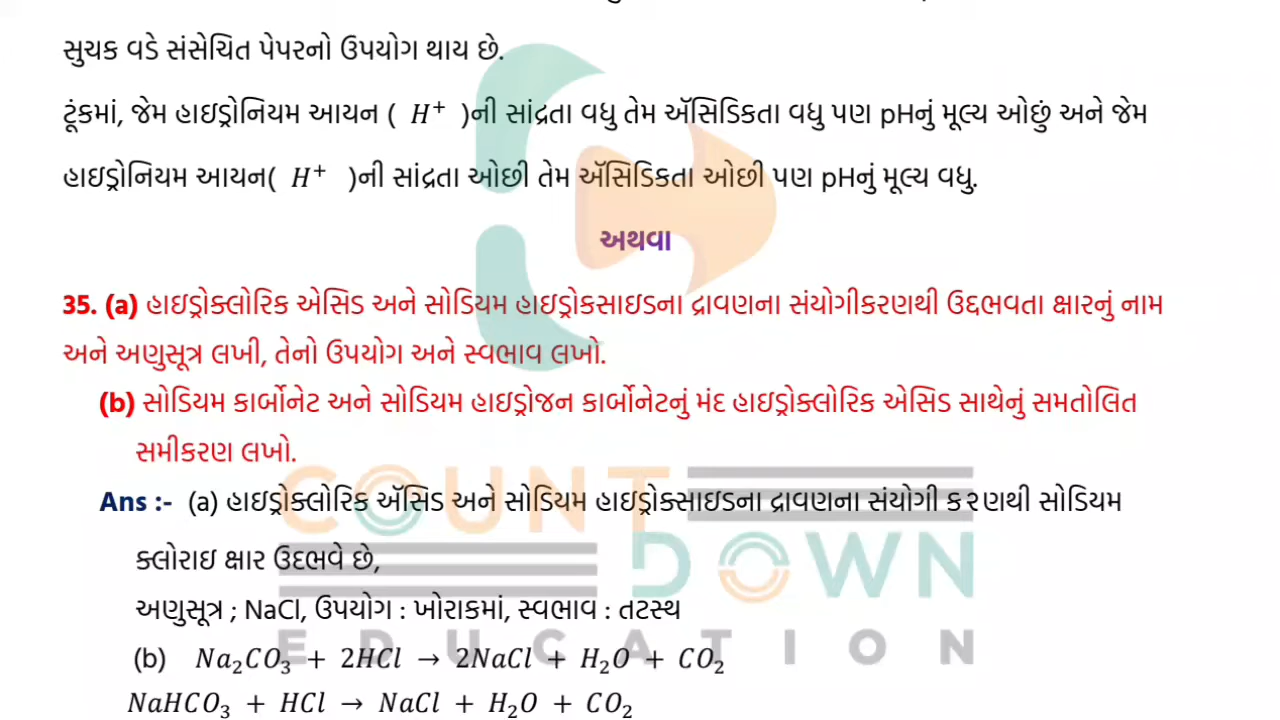 સુચક વડે સંસેચિત પેપરનો ઉપયોગ થાય છે.
ટૂંકમાં, જેમ હાઇડ્રોનિયમ આયન ( H⁺ )ની સાંદ્રતા વધુ તેમ ઍસિડિકતા વધુ પણ pHનું મૂલ્ય ઓછું અને જેમ
હાઇડ્રોનિયમ આયન( H⁺ )ની સાંદ્રતા ઓછી તેમ ઍસિડિકતા ઓછી પણ pHનું મૂલ્ય વધુ.
અથવા
35. (a) હાઇડ્રોક્લોરિક એસિડ અને સોડિયમ હાઇડ્રોકસાઇડના દ્રાવણના સંયોગીકરણથી ઉદ્દભવતા ક્ષારનું નામ
અને અણુસૂત્ર લખી, તેનો ઉપયોગ અને સ્વભાવ લખો.
(b) સોડિયમ કાર્બોનેટ અને સોડિયમ હાઇડ્રોજન કાર્બોનેટનું મંદ હાઇડ્રોક્લોરિક એસિડ સાથેનું સમતોલિત
સમીકરણ લખો.
Ans :- (a) હાઇડ્રોક્લોરિક ઍસિડ અને સોડિયમ હાઇડ્રોક્સાઇડના દ્રાવણના સંયોગી કરણથી સોડિયમ
ક્લોરાઇ ક્ષાર ઉદભવે છે,
અણુસૂત્ર ; NaCl, ઉપયોગ : ખોરાકમાં, સ્વભાવ : તટસ્થ
(b) Na₂CO₃ + 2HCl → 2NaCl + H₂O + CO₂
NaHCO₃ + HCl → NaCl + H₂O + CO₂
COUNT
DOWN
EDUCATION